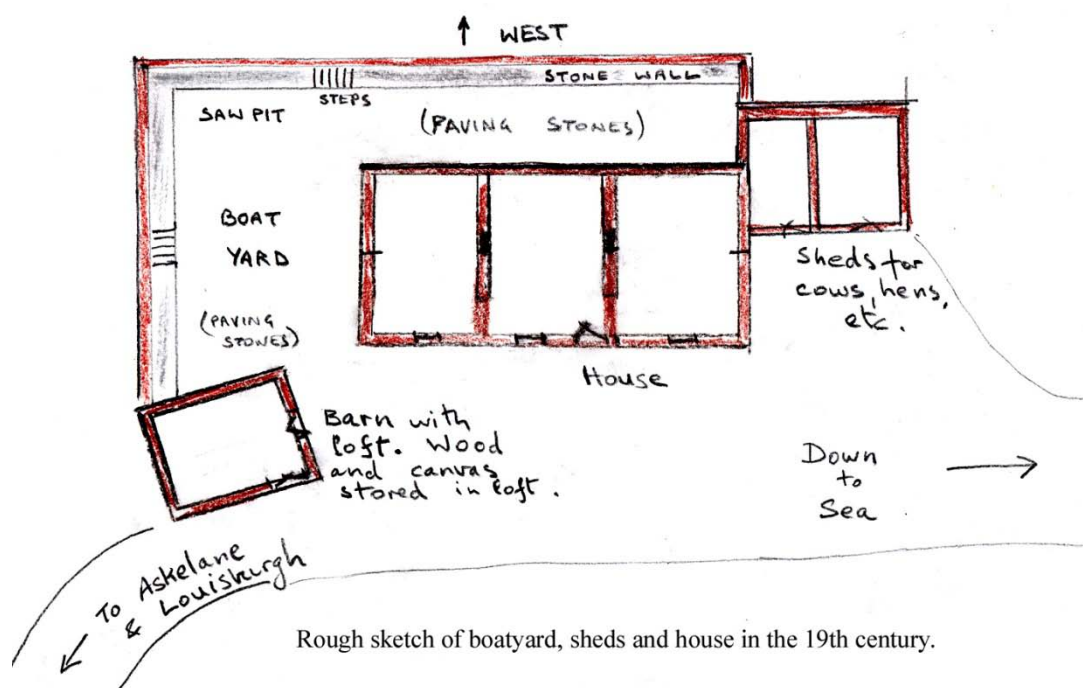 WEST
STONE WALL
STEPS
SAW PIT
(PAVING STONES)
BOAT
YARD
(PAVING
STONES)
Sheds for
cows, hens,
etc.
House
Barn with
loft. Wood
and canvas
stored in loft.
Down
to
Sea
To Askelane
& Louisburgh
Rough sketch of boatyard, sheds and house in the 19th century.